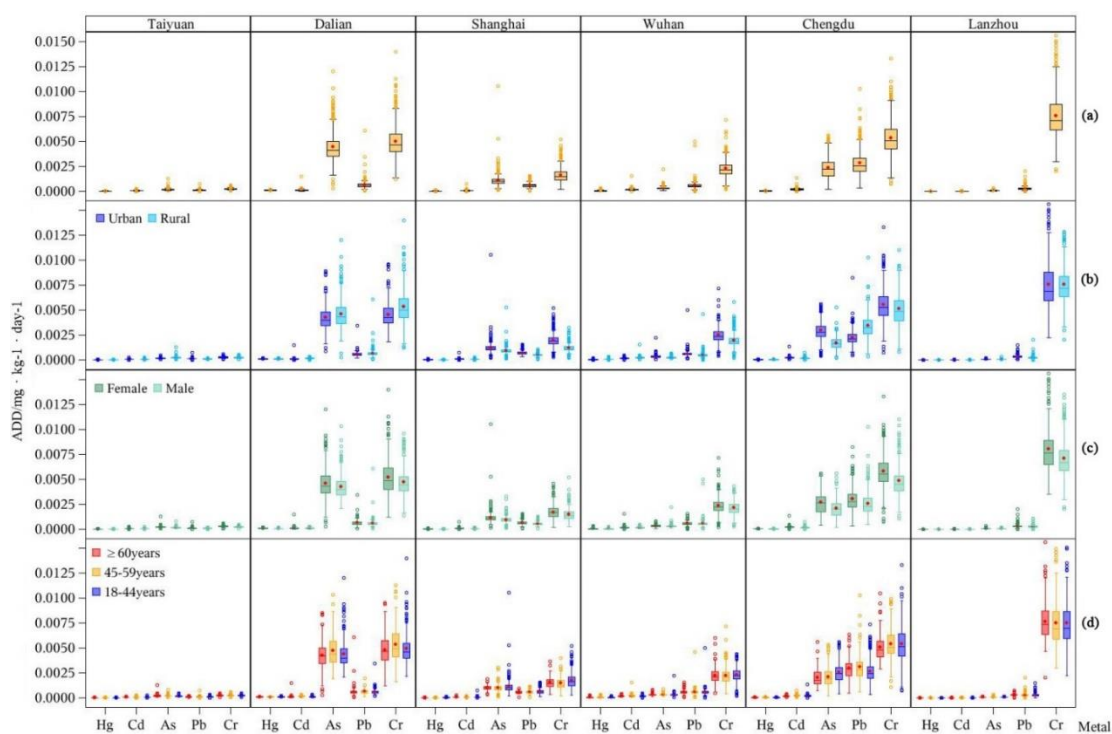 Taiyuan Dalian Shanghai Wuhan Chengdu Lanzhou
0.0150
0.0125
0.0100
0.0075
0.0050
0.0025
0.0000
(a)
Urban Rural
0.0125
0.0100
0.0075
0.0050
0.0025
0.0000
(b)
Female Male
0.0125
0.0100
0.0075
0.0050
0.0025
0.0000
(c)
≥ 60years
45-59years
18-44years
0.0125
0.0100
0.0075
0.0050
0.0025
0.0000
(d)
ADD/mg · kg-1 · day-1
Hg Cd As Pb Cr Hg Cd As Pb Cr Hg Cd As Pb Cr Hg Cd As Pb Cr Hg Cd As Pb Cr Hg Cd As Pb Cr Metal